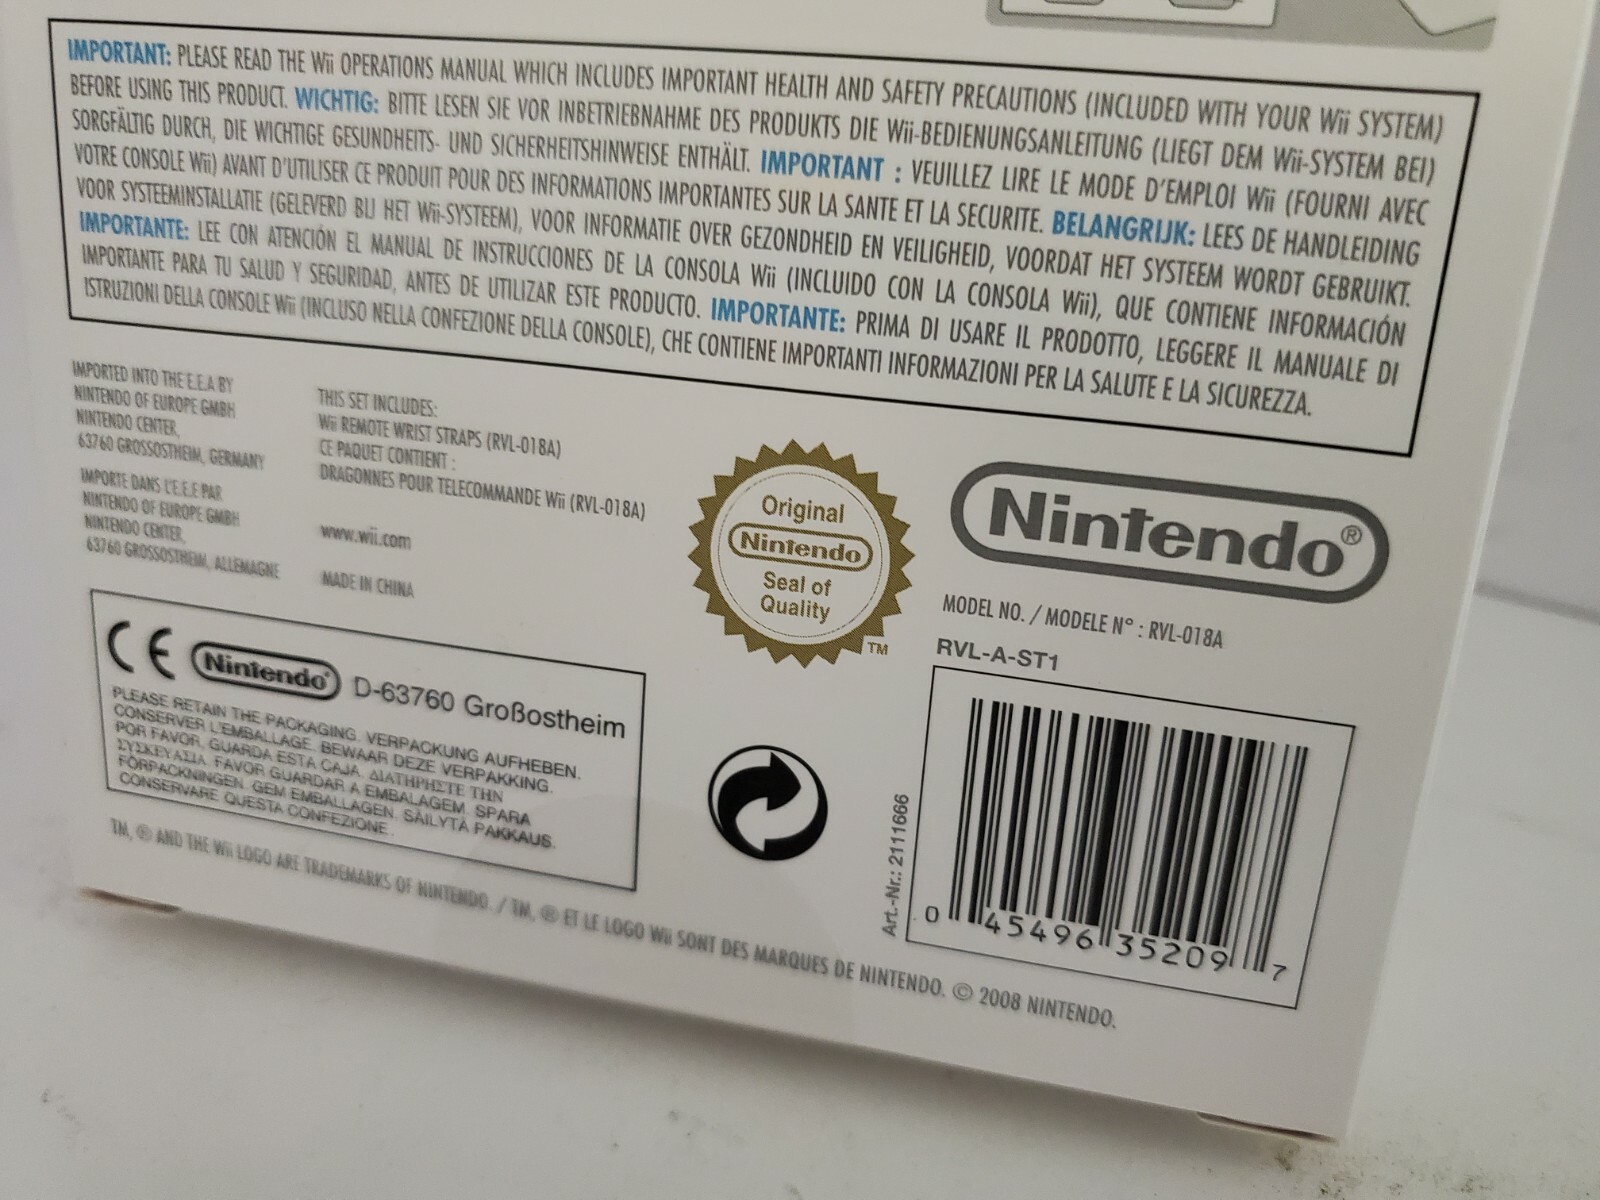 IMPORTANT: PLEASE READ THE Wii OPERATIONS MANUAL WHICH INCLUDES IMPORTANT HEALTH AND SAFETY PRECAUTIONS (INCLUDED WITH YOUR Wii SYSTEM)
BEFORE USING THIS PRODUCT. WICHTIG: BITTE LESEN SIE VOR INBETRIEBNAHME DES PRODUKTS DIE Wii-BEDIENUNGSANLEITUNG (LIEGT DEM Wii-SYSTEM BEI)
SORGFÄLTIG DURCH, DIE WICHTIGE GESUNDHEITS- UND SICHERHEITSHINWEISE ENTHÄLT. IMPORTANT : VEUILLEZ LIRE LE MODE D'EMPLOI Wii (FOURNI AVEC
VOTRE CONSOLE Wii) AVANT D'UTILISER CE PRODUIT POUR DES INFORMATIONS IMPORTANTES SUR LA SANTE ET LA SECURITE. BELANGRIJK: LEES DE HANDLEIDING
VOOR SYSTEEMINSTALLATIE (GELEVERD BIJ HET Wii-SYSTEEM), VOOR INFORMATIE OVER GEZONDHEID EN VEILIGHEID, VOORDAT HET SYSTEEM WORDT GEBRUIKT.
IMPORTANTE: LEE CON ATENCIÓN EL MANUAL DE INSTRUCCIONES DE LA CONSOLA Wii (INCLUIDO CON LA CONSOLA Wii), QUE CONTIENE INFORMACIÓN
IMPORTANTE PARA TU SALUD Y SEGURIDAD, ANTES DE UTILIZAR ESTE PRODUCTO. IMPORTANTE: PRIMA DI USARE IL PRODOTTO, LEGGERE IL MANUALE DI
ISTRUZIONI DELLA CONSOLE Wii (INCLUSO NELLA CONFEZIONE DELLA CONSOLE), CHE CONTIENE IMPORTANTI INFORMAZIONI PER LA SALUTE E LA SICUREZZA.
IMPORTED INTO THE E.E.A BY
NINTENDO OF EUROPE GMBH
NINTENDO CENTER,
63760 GROSSOSTHEIM, GERMANY
IMPORTE DANS L'E.E.E PAR
NINTENDO OF EUROPE GMBH
NINTENDO CENTER,
63760 GROSSOSTHEIM, ALLEMAGNE
THIS SET INCLUDES:
Wii REMOTE WRIST STRAPS (RVL-018A)
CE PAQUET CONTIENT :
DRAGONNES POUR TELECOMMANDE Wii (RVL-018A)
www.wii.com
MADE IN CHINA
Original
Nintendo
Seal of
Quality
TM
Nintendo®
MODEL NO. / MODELE N° : RVL-018A
RVL-A-ST1
CE Nintendo® D-63760 Großostheim
PLEASE RETAIN THE PACKAGING. VERPACKUNG AUFHEBEN.
CONSERVER L'EMBALLAGE. BEWAAR DEZE VERPAKKING.
POR FAVOR, GUARDA ESTA CAJA. ΔΙΑΤΗΡΗΣΤΕ ΤΗΝ
ΣΥΣΚΕΥΑΣΙΑ. FAVOR GUARDAR A EMBALAGEM. SPARA
FÖRPACKNINGEN. GEM EMBALLAGEN. SÄILYTÄ PAKKAUS.
CONSERVARE QUESTA CONFEZIONE.
Art.-Nr.: 2111666
0 45496 35209 7
TM, ® AND THE Wii LOGO ARE TRADEMARKS OF NINTENDO. / TM, ® ET LE LOGO Wii SONT DES MARQUES DE NINTENDO. © 2008 NINTENDO.